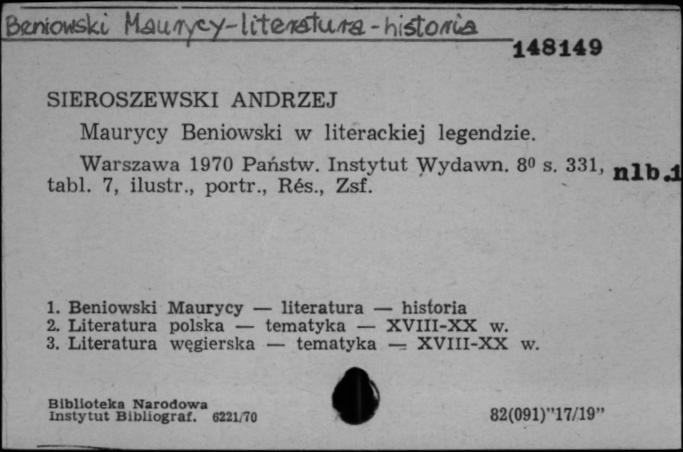 Beniowski Maurycy-literatura-historia
148149
SIEROSZEWSKI ANDRZEJ
Maurycy Beniowski w literackiej legendzie.
Warszawa 1970 Państw. Instytut Wydawn. 8⁰ s. 331, nlb.1
tabl. 7, ilustr., portr., Rés., Zsf.
1. Beniowski Maurycy — literatura — historia
2. Literatura polska — tematyka — XVIII-XX w.
3. Literatura węgierska — tematyka — XVIII-XX w.
Biblioteka Narodowa
Instytut Bibliograf. 6221/70
82(091)"17/19"